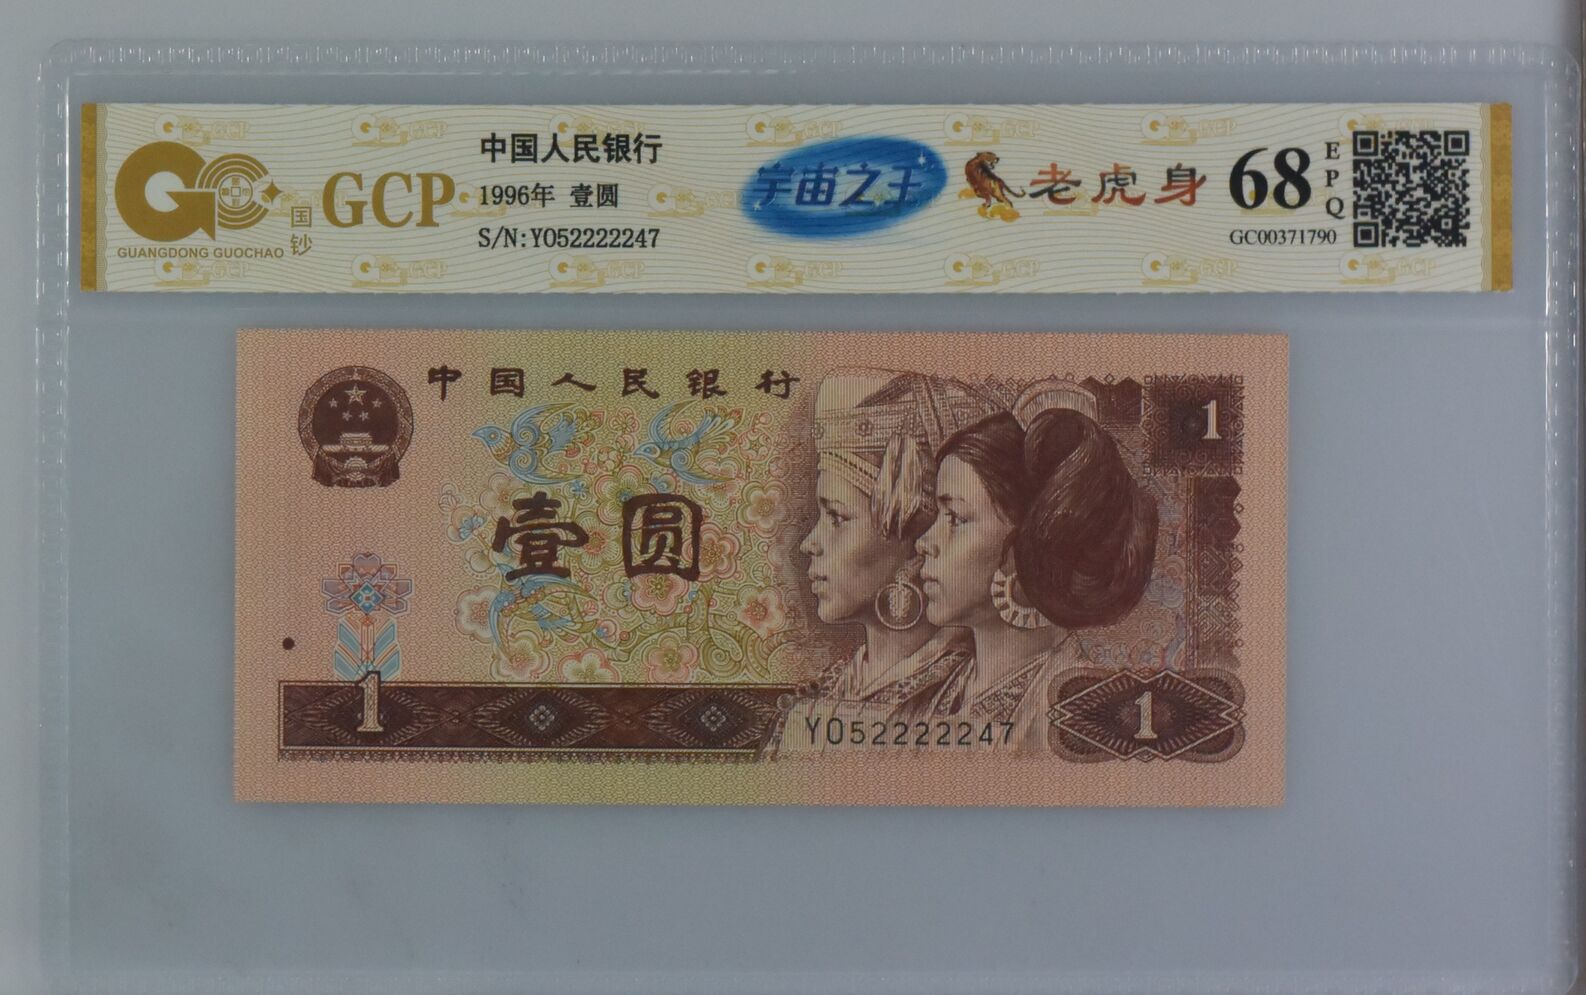 GUANGDONG GUOCHAO
国钞
GCP
中国人民银行
1996年 壹圆
S/N:Y052222247
宇宙之王
老虎身
68
EPQ
GC00371790
中国人民银行
1
壹圆
1
Y052222247
1